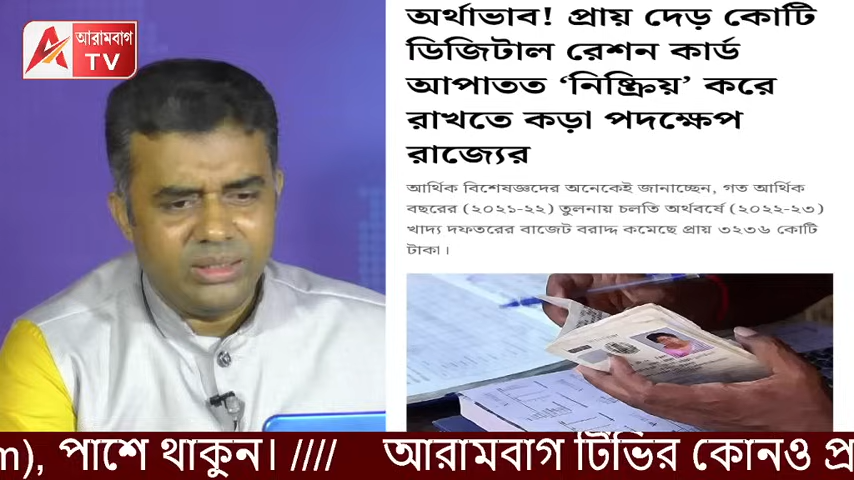 আরামবাগ
TV
অর্থাভাব! প্রায় দেড় কোটি
ডিজিটাল রেশন কার্ড
আপাতত ‘নিষ্ক্রিয়’ করে
রাখতে কড়া পদক্ষেপ
রাজ্যের
আর্থিক বিশেষজ্ঞদের অনেকেই জানাচ্ছেন, গত আর্থিক
বছরের (২০২১-২২) তুলনায় চলতি অর্থবর্ষে (২০২২-২৩)
খাদ্য দফতরের বাজেট বরাদ্দ কমেছে প্রায় ৩২৩৬ কোটি
টাকা।
m), পাশে থাকুন। //// আরামবাগ টিভির কোনও প্র